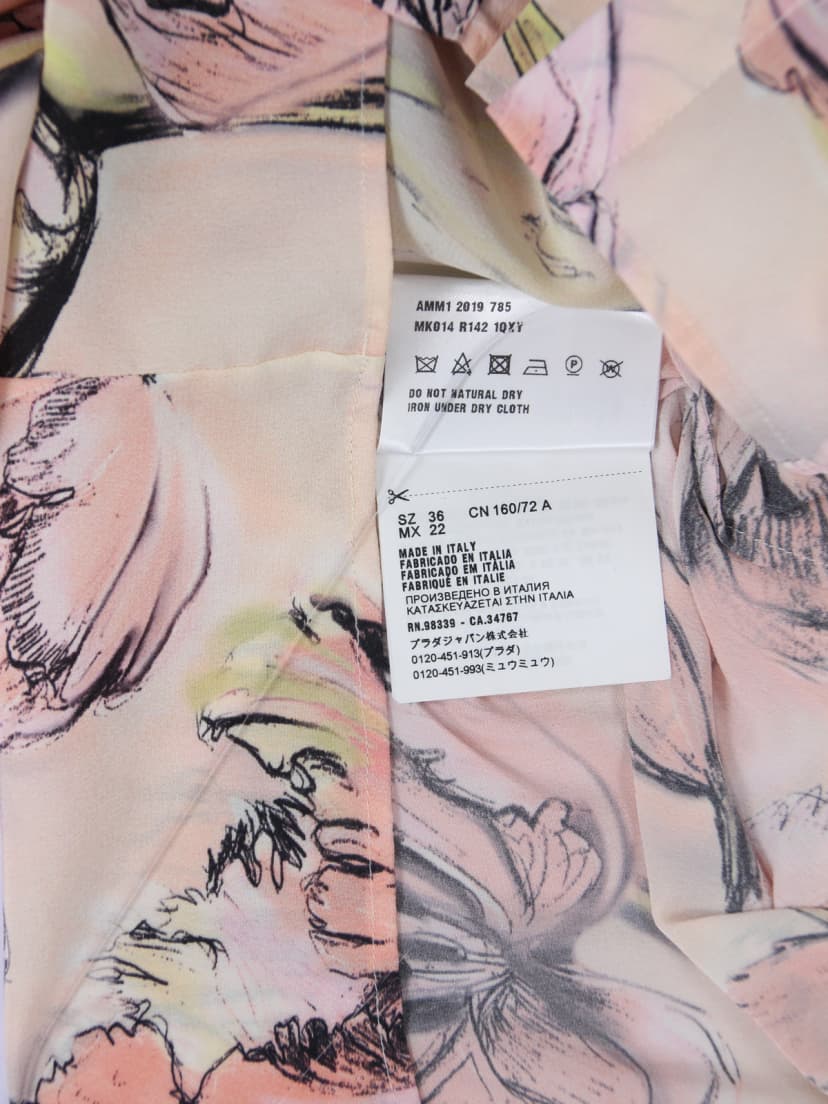 AMM1 2019 785
MK014 R142 1QXY
P
W
DO NOT NATURAL DRY
IRON UNDER DRY CLOTH
SZ 36 CN 160/72 A
MX 22
MADE IN ITALY
FABRICADO EN ITALIA
FABRICADO EM ITÁLIA
FABRIQUÉ EN ITALIE
ПРОИЗВЕДЕНО В ИТАЛИЯ
ΚΑΤΑΣΚΕΥΑΖΕΤΑΙ ΣΤΗΝ ΙΤΑΛΙΑ
RN.98339 - CA.34767
プラダジャパン株式会社
0120-451-913(プラダ)
0120-451-993(ミュウミュウ)